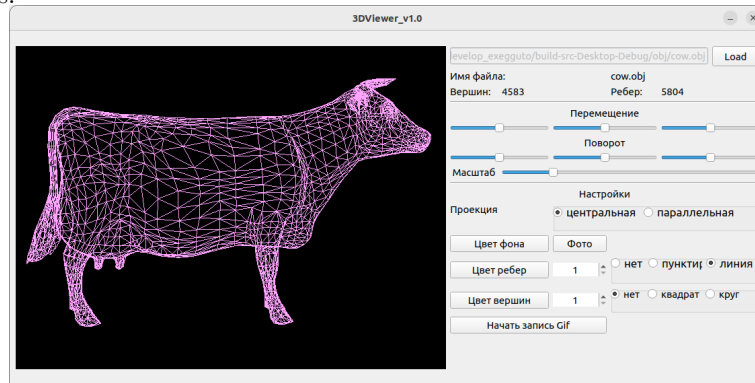 s.
3DViewer_v1.0
evelop_exegguto/build-src-Desktop-Debug/obj/cow.obj Load
Имя файла: cow.obj
Вершин: 4583 Ребер: 5804
Перемещение
Поворот
Масштаб
Настройки
Проекция центральная параллельная
Цвет фона Фото
Цвет ребер 1 нет пунктир линия
Цвет вершин 1 нет квадрат круг
Начать запись Gif